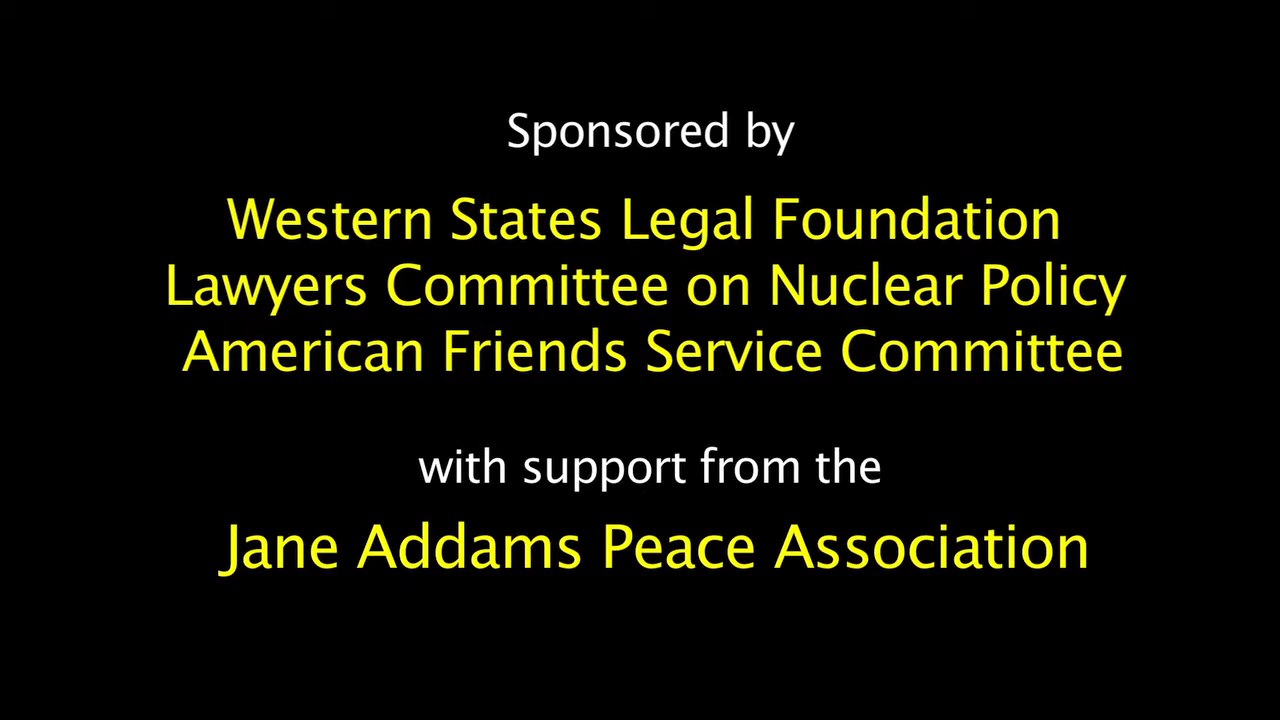 Sponsored by
Western States Legal Foundation
Lawyers Committee on Nuclear Policy
American Friends Service Committee
with support from the
Jane Addams Peace Association